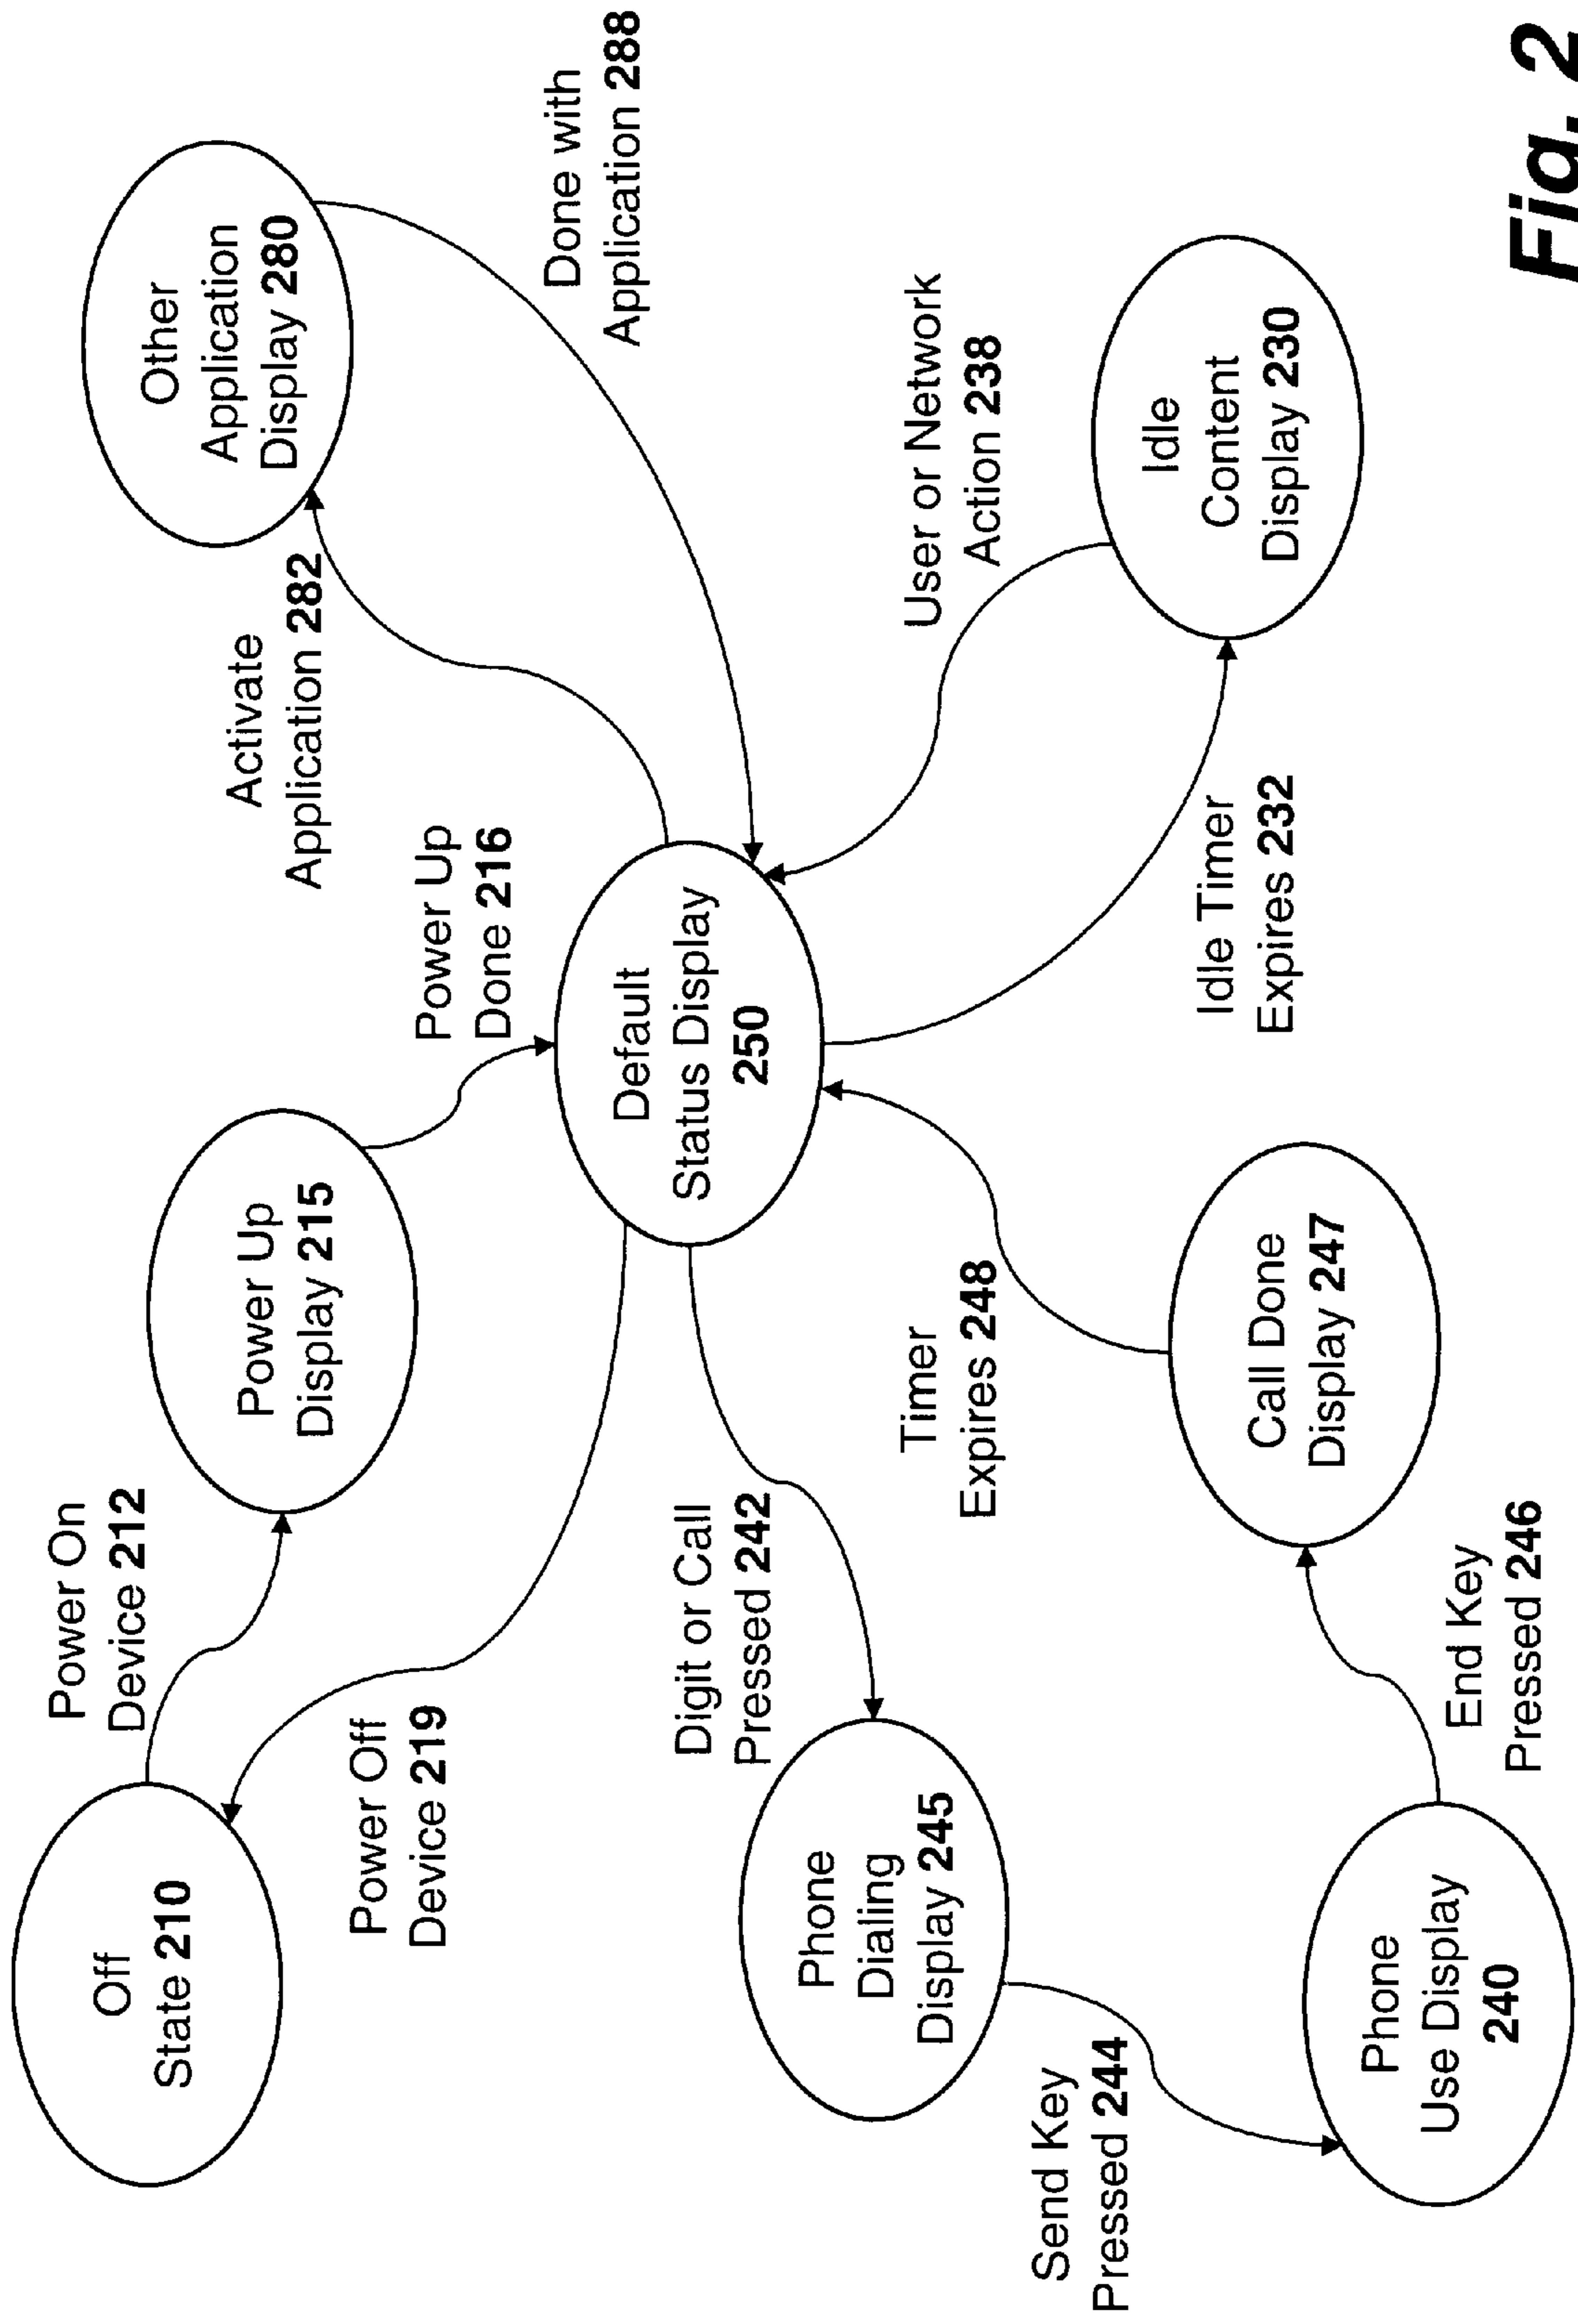 Off
State 210
Power On
Device 212
Power Up
Display 215
Power Up
Done 216
Power Off
Device 219
Default
Status Display
250
Activate
Application 282
Other
Application
Display 280
Done with
Application 288
Digit or Call
Pressed 242
Phone
Dialing
Display 245
Send Key
Pressed 244
Phone
Use Display
240
End Key
Pressed 246
Call Done
Display 247
Timer
Expires 248
Idle Timer
Expires 232
User or Network
Action 238
Idle
Content
Display 230
Fig. 2